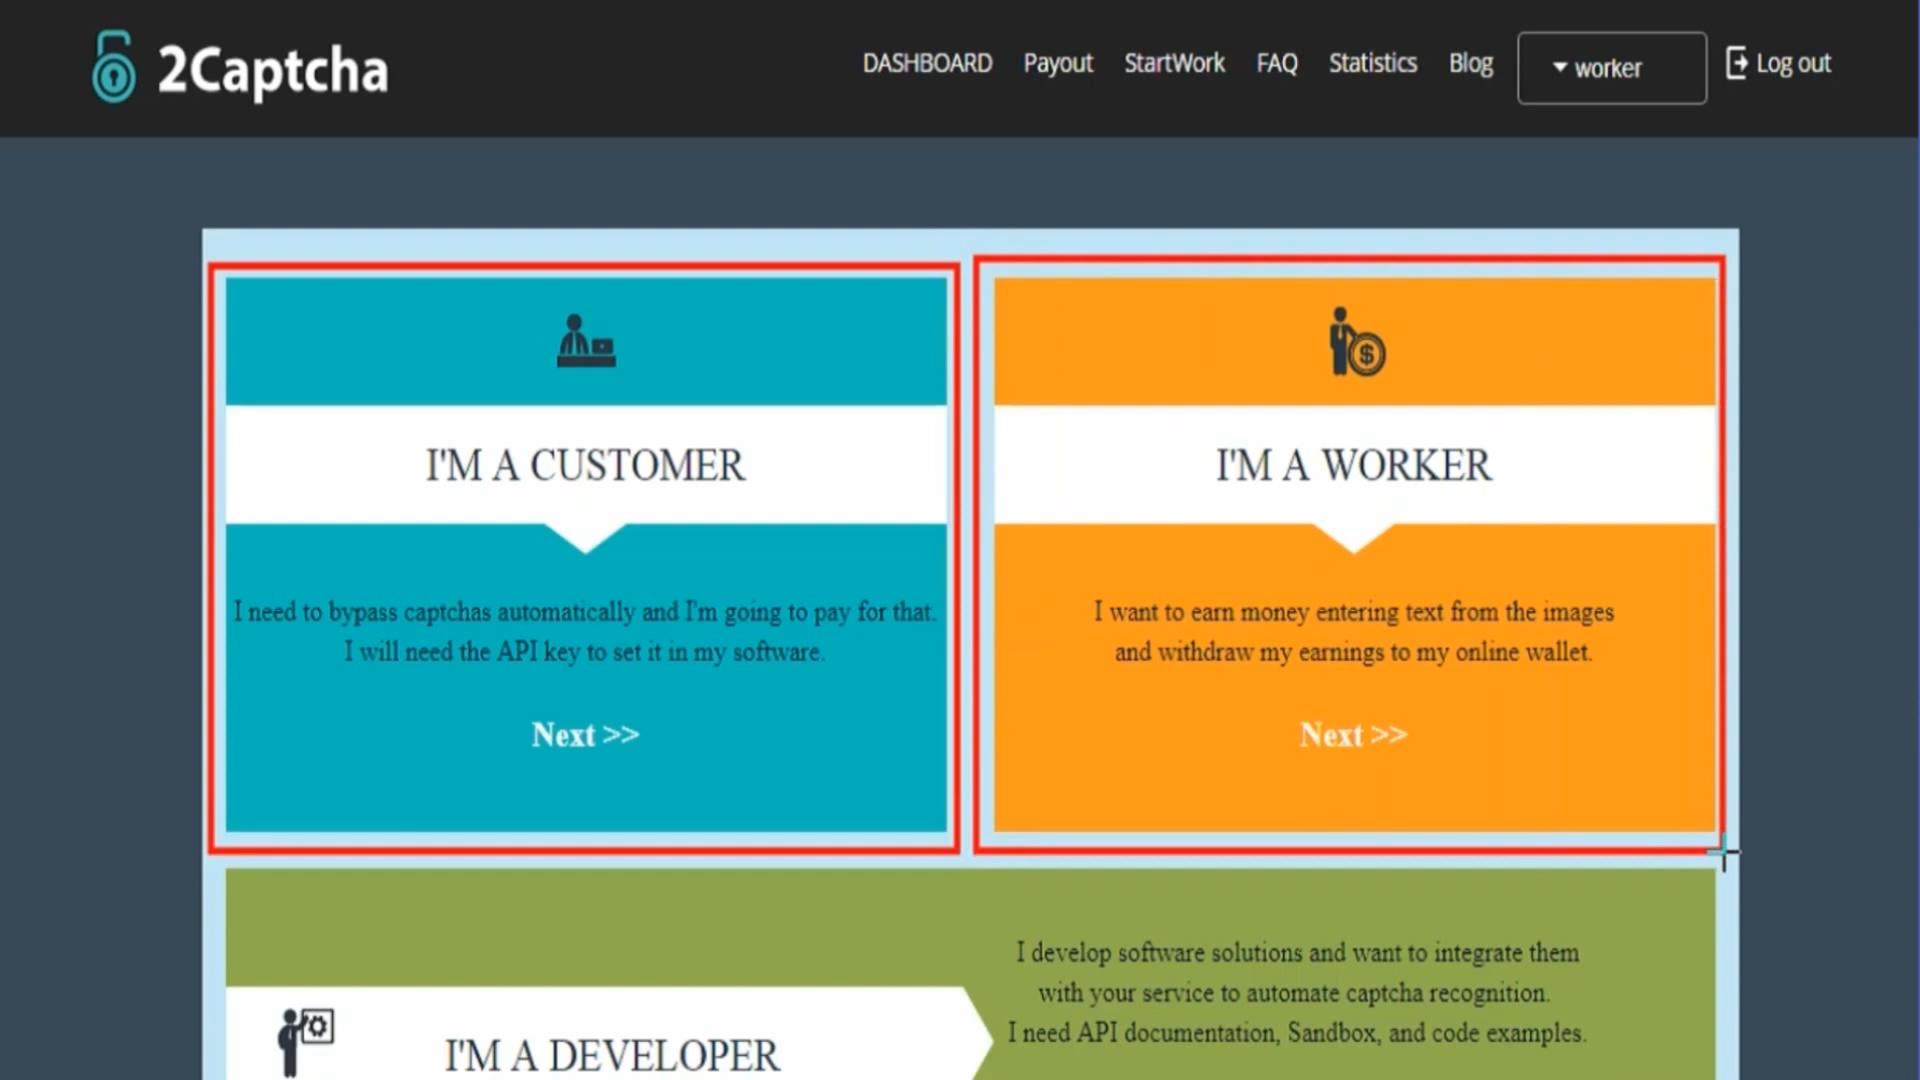 2Captcha
DASHBOARD Payout StartWork FAQ Statistics Blog worker Log out
I'M A CUSTOMER
I need to bypass captchas automatically and I'm going to pay for that.
I will need the API key to set it in my software.
Next >>
I'M A WORKER
I want to earn money entering text from the images
and withdraw my earnings to my online wallet.
Next >>
I'M A DEVELOPER
I develop software solutions and want to integrate them
with your service to automate captcha recognition.
I need API documentation, Sandbox, and code examples.